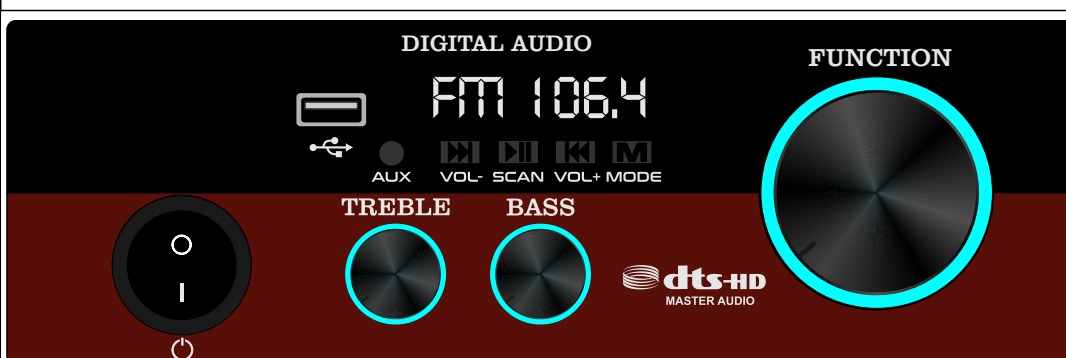 DIGITAL AUDIO
FUNCTION
FM 106.4
M
AUX VOL- SCAN VOL+ MODE
TREBLE BASS
dts-HD
MASTER AUDIO